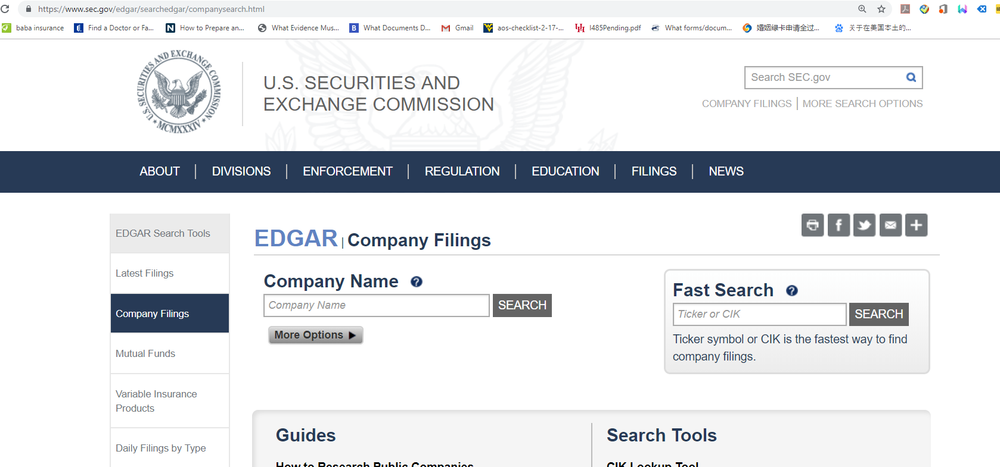 https://www.sec.gov/edgar/searchedgar/companysearch.html
baba insurance
Find a Doctor or Fa...
N
How to Prepare an...
What Evidence Mus...
B
What Documents D...
Gmail
aos-checklist-2-17-...
I485Pending.pdf
What forms/docum...
婚姻绿卡申请全过...
关于在美国本土的...
U.S. SECURITIES AND EXCHANGE COMMISSION
MCMXXXIV
U.S. SECURITIES AND
EXCHANGE COMMISSION
Search SEC.gov
COMPANY FILINGS | MORE SEARCH OPTIONS
ABOUT | DIVISIONS | ENFORCEMENT | REGULATION | EDUCATION | FILINGS | NEWS
EDGAR Search Tools
Latest Filings
Company Filings
Mutual Funds
Variable Insurance
Products
Daily Filings by Type
EDGAR | Company Filings
Company Name ?
Company Name
SEARCH
More Options
Fast Search ?
Ticker or CIK
SEARCH
Ticker symbol or CIK is the fastest way to find
company filings.
Guides
How to Research Public Companies
Search Tools
CIK Lookup Tool